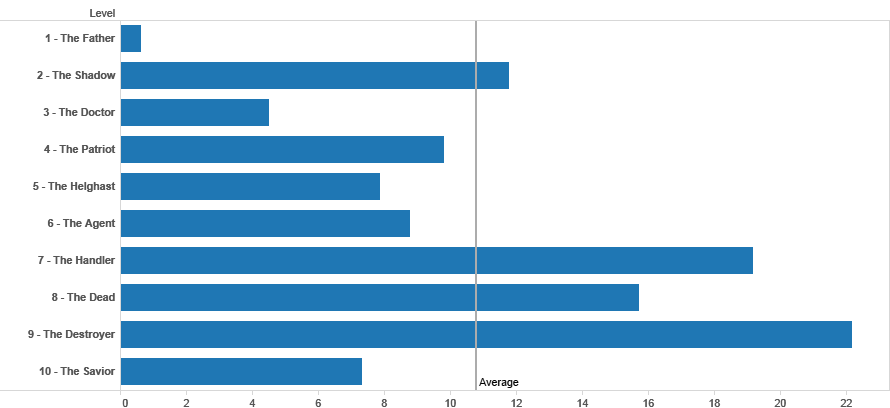 Level
1 - The Father
2 - The Shadow
3 - The Doctor
4 - The Patriot
5 - The Helghast
6 - The Agent
7 - The Handler
8 - The Dead
9 - The Destroyer
10 - The Savior
Average
0 2 4 6 8 10 12 14 16 18 20 22